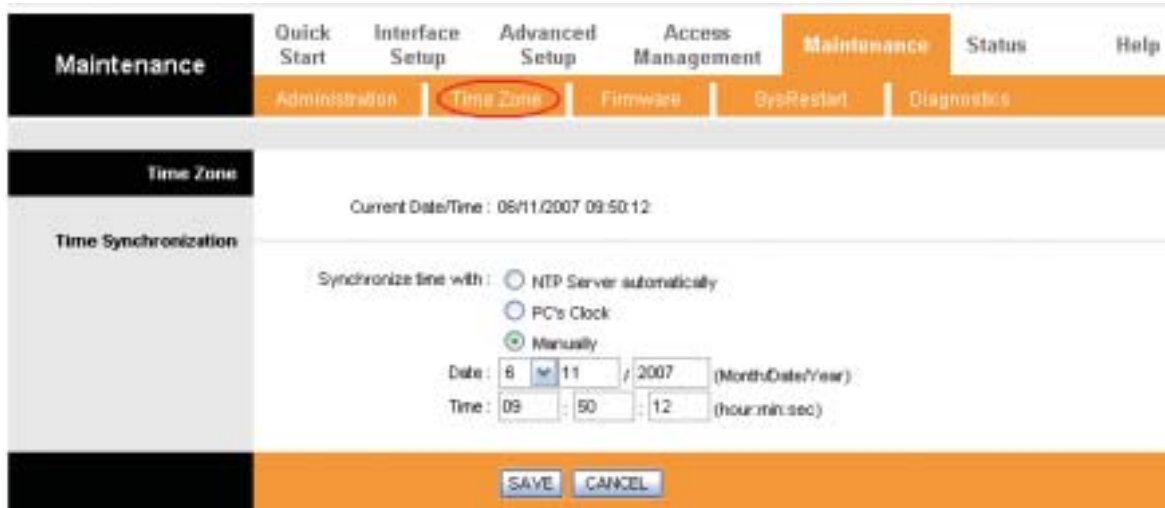 Maintenance
Quick Start
Interface Setup
Advanced Setup
Access Management
Maintenance
Status
Help
Administration
Time Zone
Firmware
SysRestart
Diagnostics
Time Zone
Current Date/Time : 06/11/2007 09:50:12
Time Synchronization
Synchronize time with : NTP Server automatically
PC's Clock
Manually
Date : 6 11 / 2007 (Month/Date/Year)
Time : 09 : 50 : 12 (hour:min:sec)
SAVE CANCEL